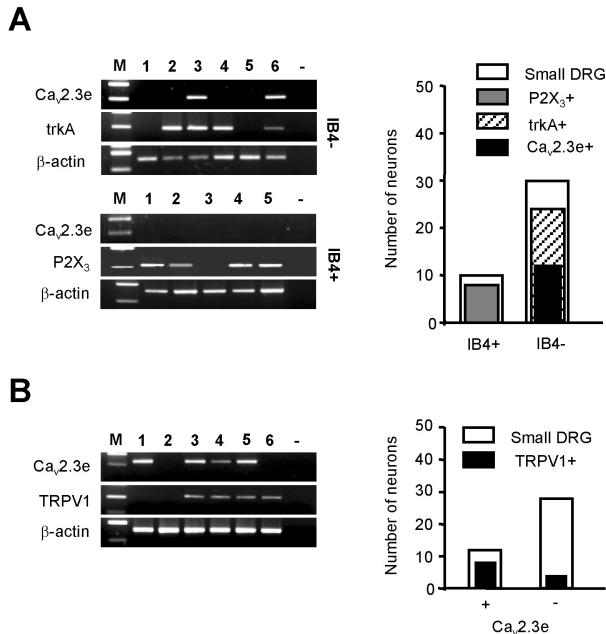 A
M 1 2 3 4 5 6 -
Caᵥ2.3e
trkA
β-actin
IB4-
1 2 3 4 5 -
Caᵥ2.3e
P2X₃
β-actin
IB4+
Small DRG
P2X₃+
trkA+
Caᵥ2.3e+
Number of neurons
50
40
30
20
10
0
IB4+ IB4-
B
M 1 2 3 4 5 6 -
Caᵥ2.3e
TRPV1
β-actin
Small DRG
TRPV1+
Number of neurons
50
40
30
20
10
0
+ -
Caᵥ2.3e